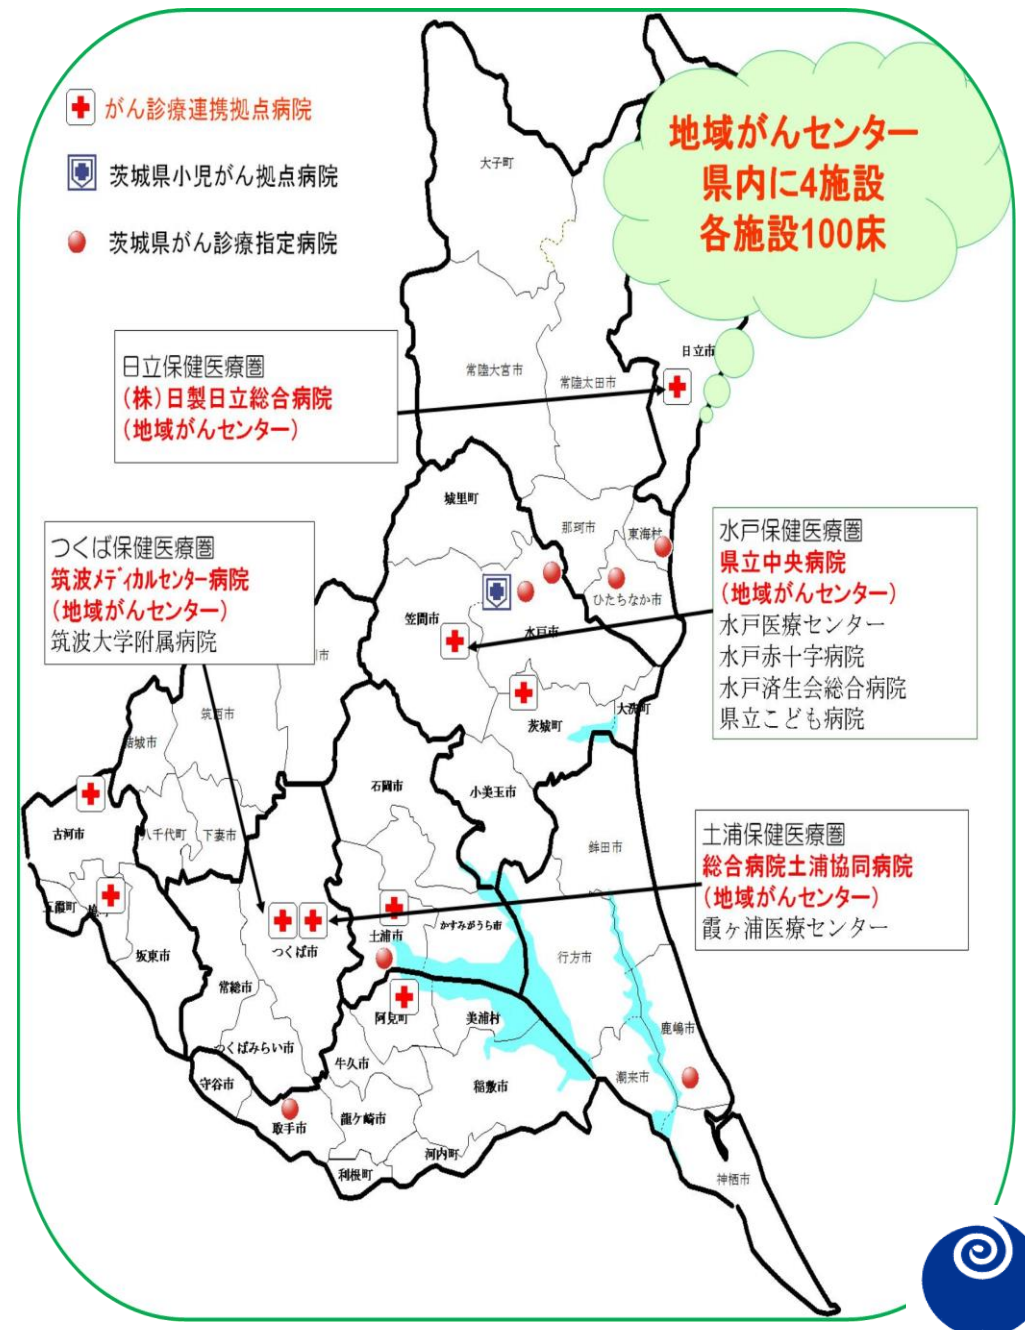 がん診療連携拠点病院
茨城県小児がん拠点病院
茨城県がん診療指定病院
地域がんセンター
県内に4施設
各施設100床
大子町
日立市
常陸大宮市
常陸太田市
日立保健医療圏
(株)日製日立総合病院
(地域がんセンター)
城里町
那珂市
東海村
ひたちなか市
つくば保健医療圏
筑波メディカルセンター病院
(地域がんセンター)
筑波大学附属病院
水戸保健医療圏
県立中央病院
(地域がんセンター)
水戸医療センター
水戸赤十字病院
水戸済生会総合病院
県立こども病院
笠間市
水戸市
茨城町
大洗町
筑西市
結城市
石岡市
小美玉市
古河市
八千代町
下妻市
鉾田市
土浦保健医療圏
総合病院土浦協同病院
(地域がんセンター)
霞ヶ浦医療センター
五霞町
坂東市
つくば市
土浦市
かすみがうら市
行方市
常総市
阿見町
美浦村
鹿嶋市
つくばみらい市
牛久市
守谷市
稲敷市
潮来市
取手市
龍ケ崎市
河内町
利根町
神栖市